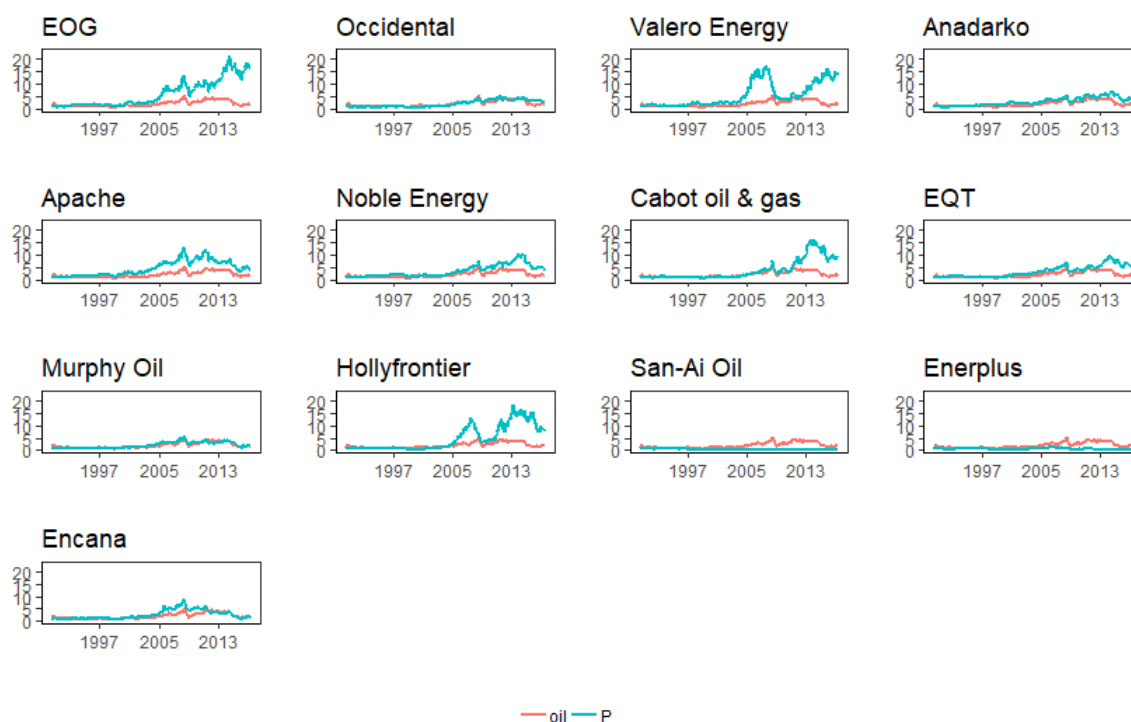 EOG Occidental Valero Energy Anadarko
20 20 20 20
15 15 15 15
10 10 10 10
5 5 5 5
0 0 0 0
1997 2005 2013 1997 2005 2013 1997 2005 2013 1997 2005 2013
Apache Noble Energy Cabot oil & gas EQT
20 20 20 20
15 15 15 15
10 10 10 10
5 5 5 5
0 0 0 0
1997 2005 2013 1997 2005 2013 1997 2005 2013 1997 2005 2013
Murphy Oil Hollyfrontier San-Ai Oil Enerplus
20 20 20 20
15 15 15 15
10 10 10 10
5 5 5 5
0 0 0 0
1997 2005 2013 1997 2005 2013 1997 2005 2013 1997 2005 2013
Encana
20
15
10
5
0
1997 2005 2013
oil P